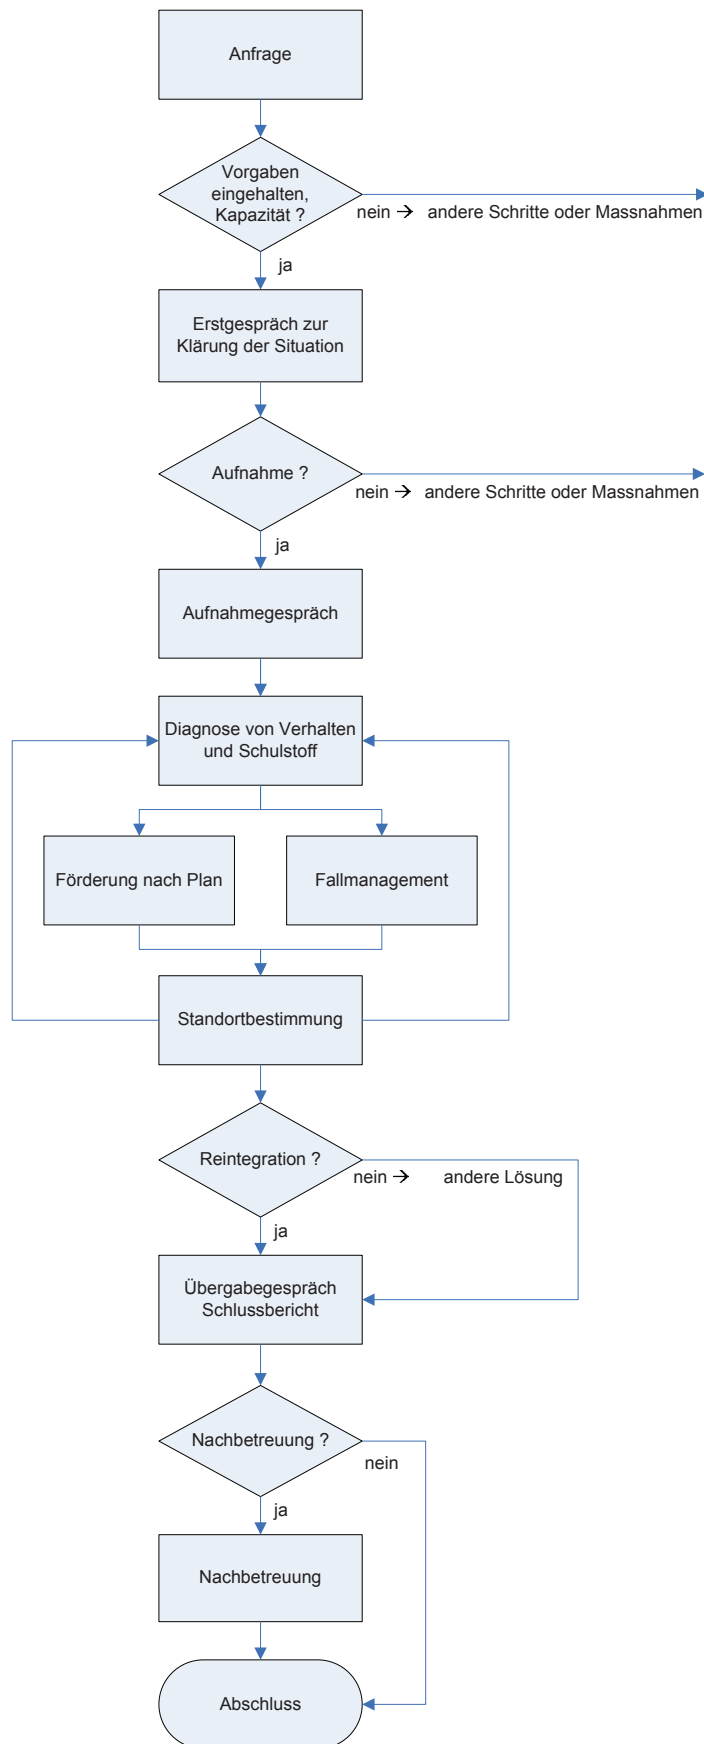 Anfrage
Vorgaben
eingehalten,
Kapazität ?
nein → andere Schritte oder Massnahmen
ja
Erstgespräch zur
Klärung der Situation
Aufnahme ?
nein → andere Schritte oder Massnahmen
ja
Aufnahmegespräch
Diagnose von Verhalten
und Schulstoff
Förderung nach Plan
Fallmanagement
Standortbestimmung
Reintegration ?
nein → andere Lösung
ja
Übergabegespräch
Schlussbericht
Nachbetreuung ?
nein
ja
Nachbetreuung
Abschluss